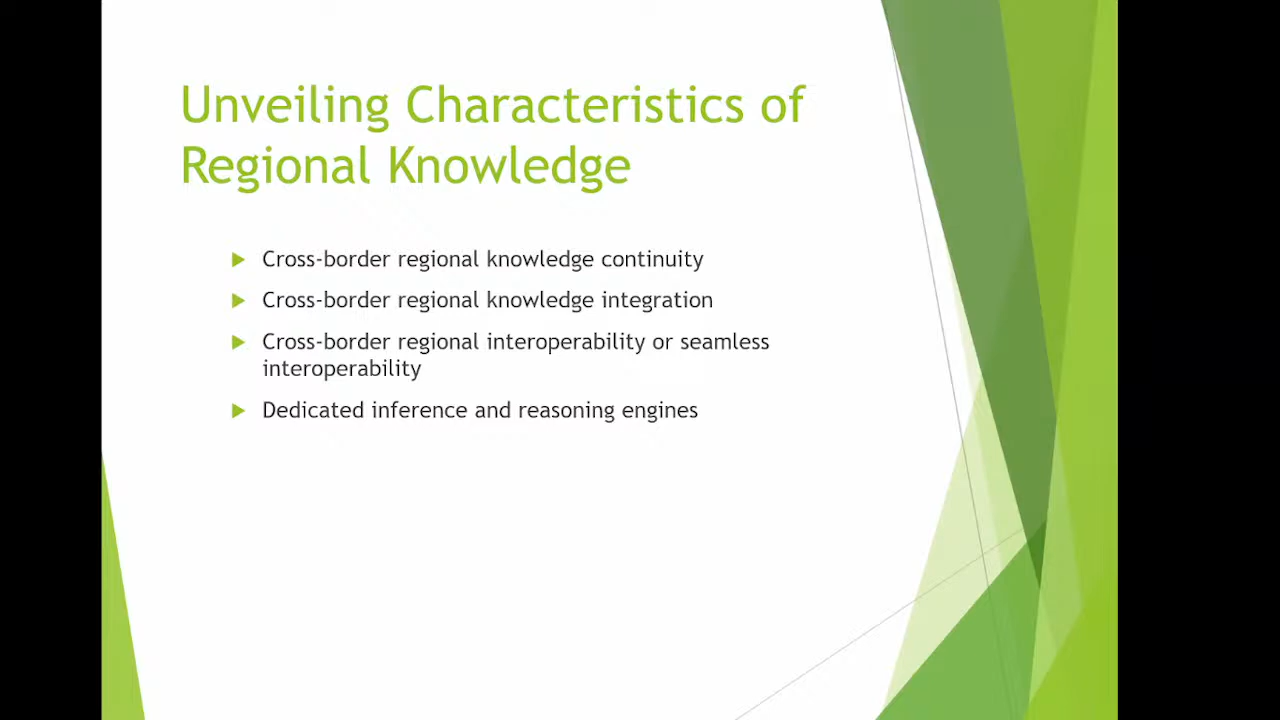 Unveiling Characteristics of
Regional Knowledge
Cross-border regional knowledge continuity
Cross-border regional knowledge integration
Cross-border regional interoperability or seamless
interoperability
Dedicated inference and reasoning engines